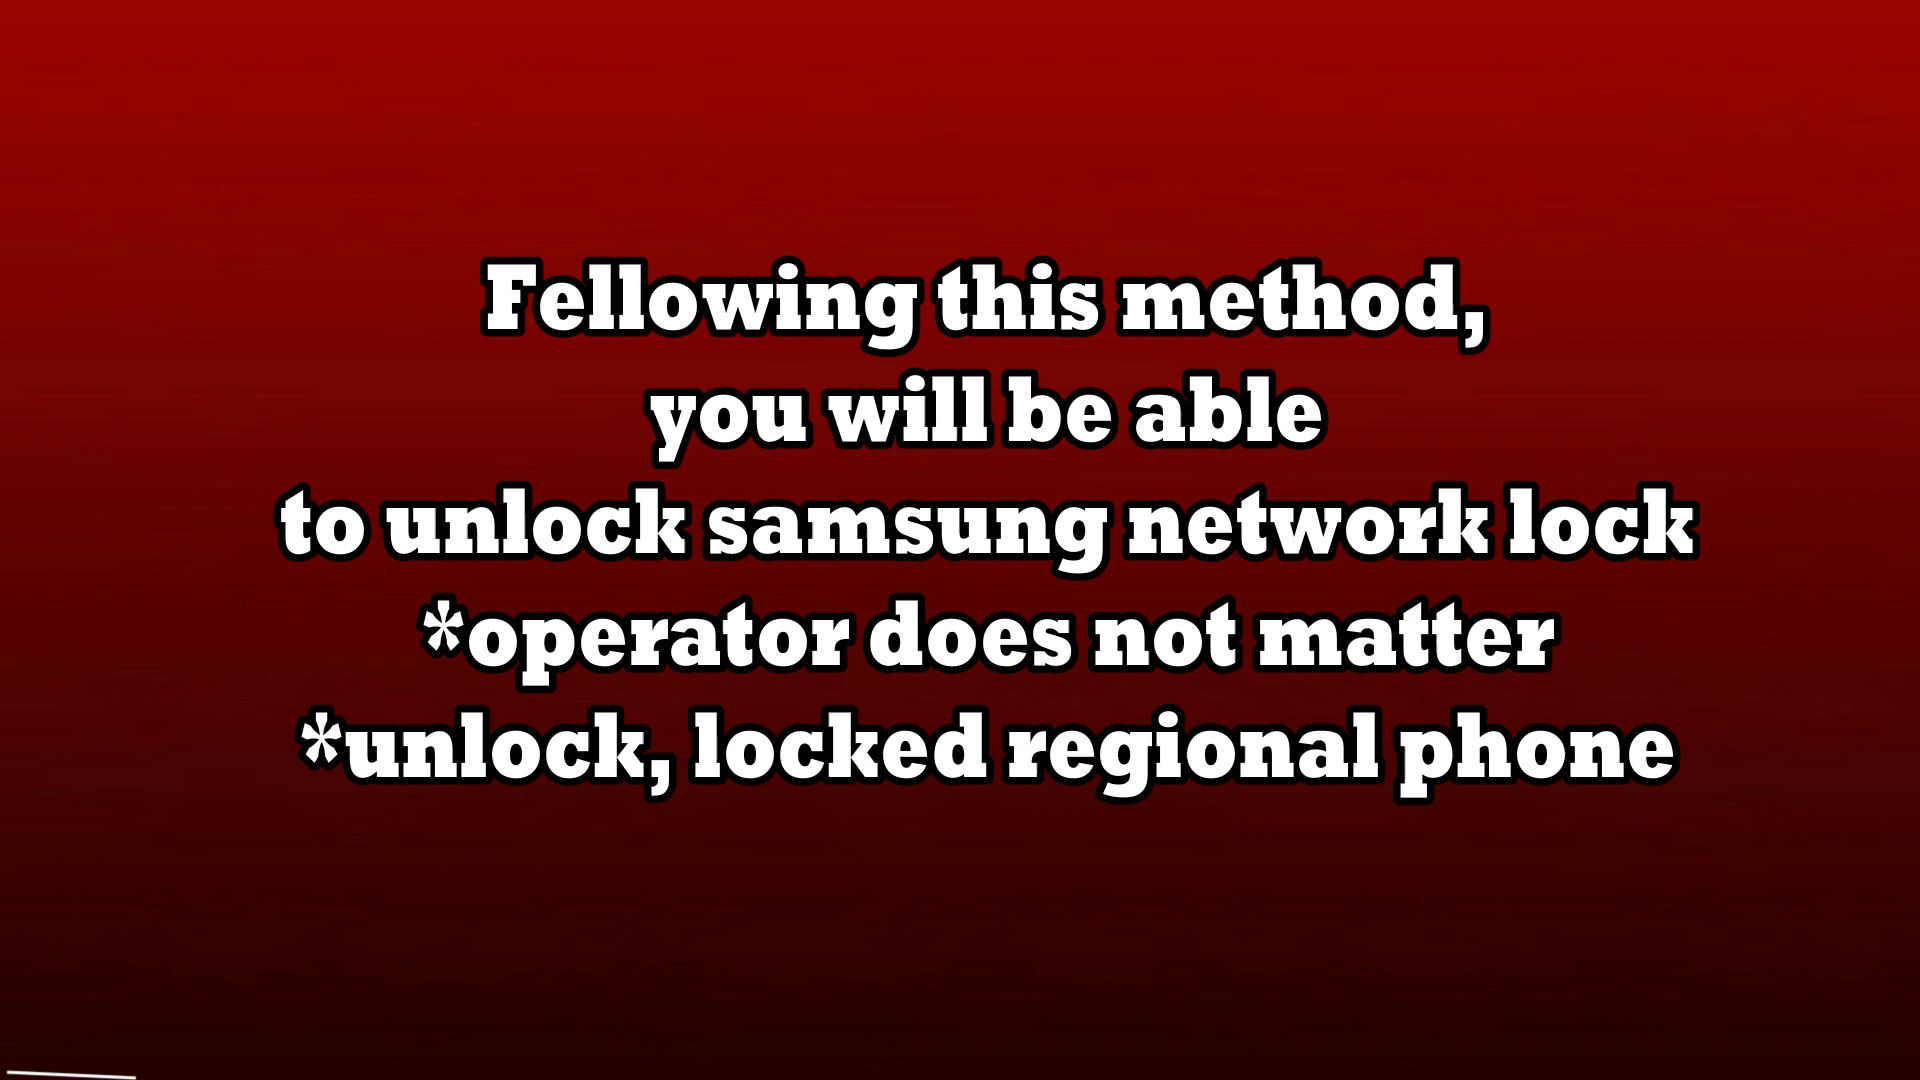 Fellowing this method,
you will be able
to unlock samsung network lock
*operator does not matter
*unlock, locked regional phone